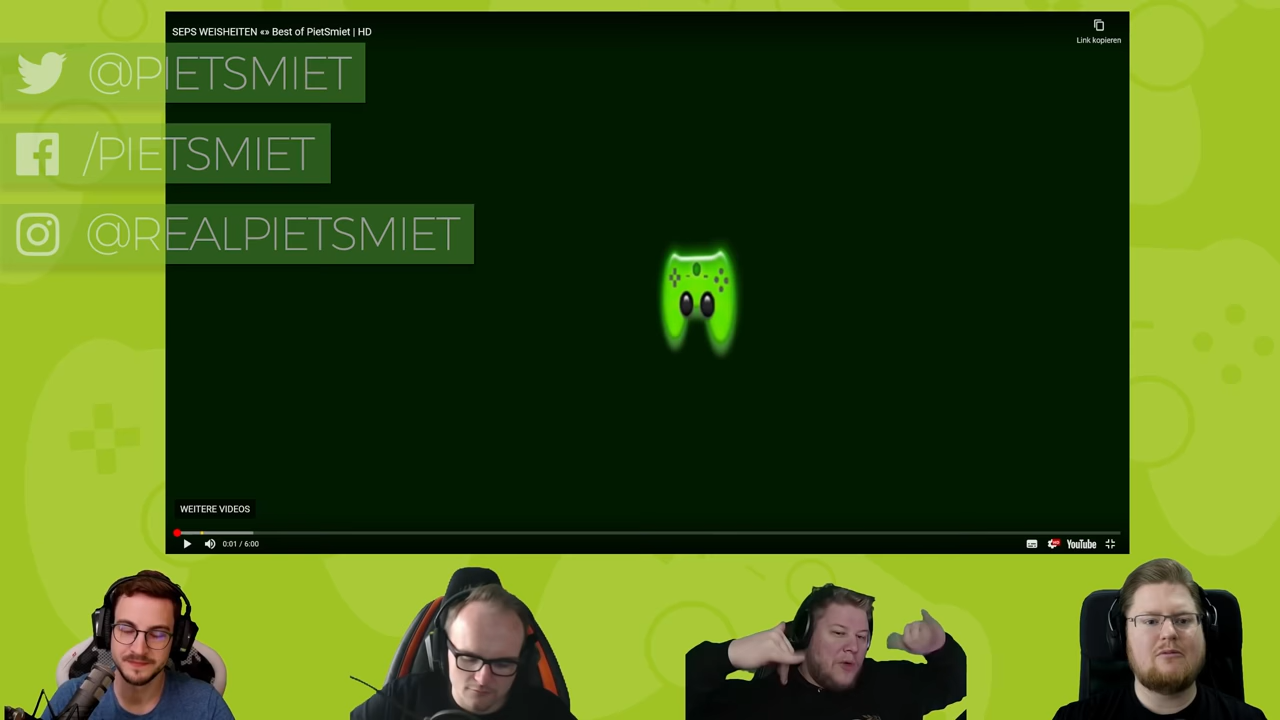 SEPS WEISHEITEN «» Best of PietSmiet | HD
Link kopieren
@PIETSMIET
/PIETSMIET
@REALPIETSMIET
WEITERE VIDEOS
0:01 / 6:00
YouTube